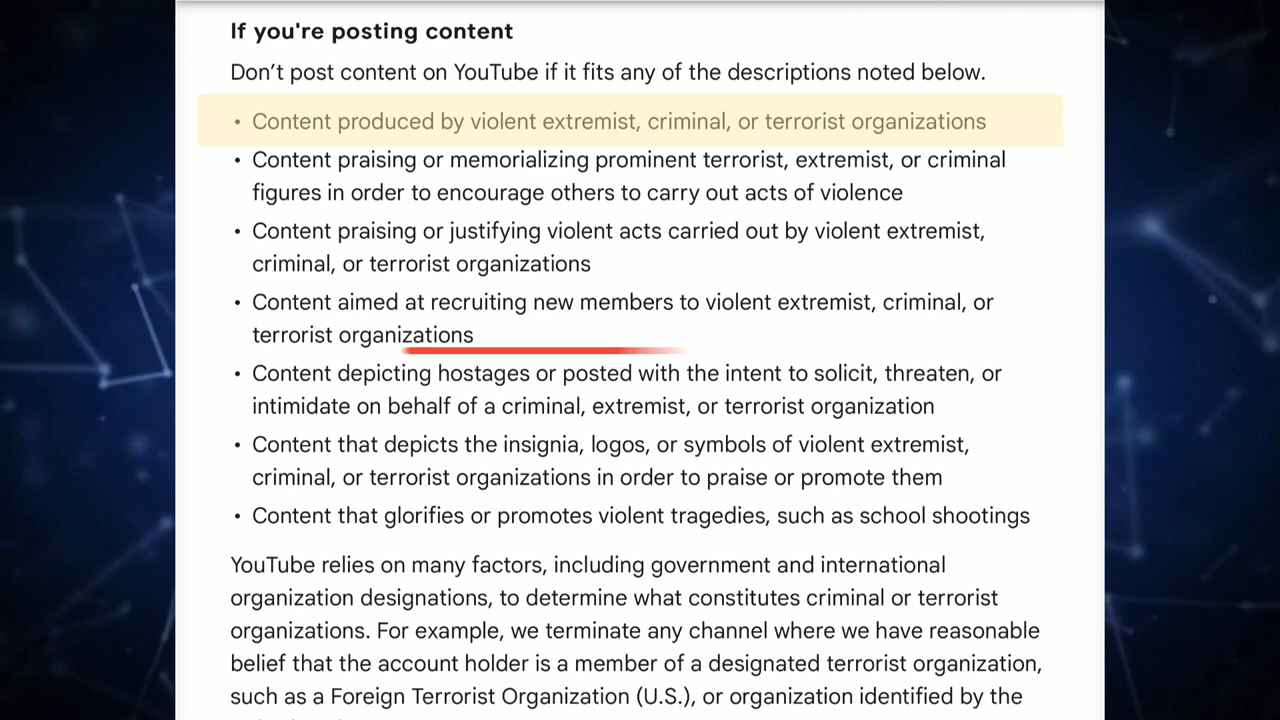 If you're posting content
Don’t post content on YouTube if it fits any of the descriptions noted below.
• Content produced by violent extremist, criminal, or terrorist organizations
• Content praising or memorializing prominent terrorist, extremist, or criminal
figures in order to encourage others to carry out acts of violence
• Content praising or justifying violent acts carried out by violent extremist,
criminal, or terrorist organizations
• Content aimed at recruiting new members to violent extremist, criminal, or
terrorist organizations
• Content depicting hostages or posted with the intent to solicit, threaten, or
intimidate on behalf of a criminal, extremist, or terrorist organization
• Content that depicts the insignia, logos, or symbols of violent extremist,
criminal, or terrorist organizations in order to praise or promote them
• Content that glorifies or promotes violent tragedies, such as school shootings
YouTube relies on many factors, including government and international
organization designations, to determine what constitutes criminal or terrorist
organizations. For example, we terminate any channel where we have reasonable
belief that the account holder is a member of a designated terrorist organization,
such as a Foreign Terrorist Organization (U.S.), or organization identified by the